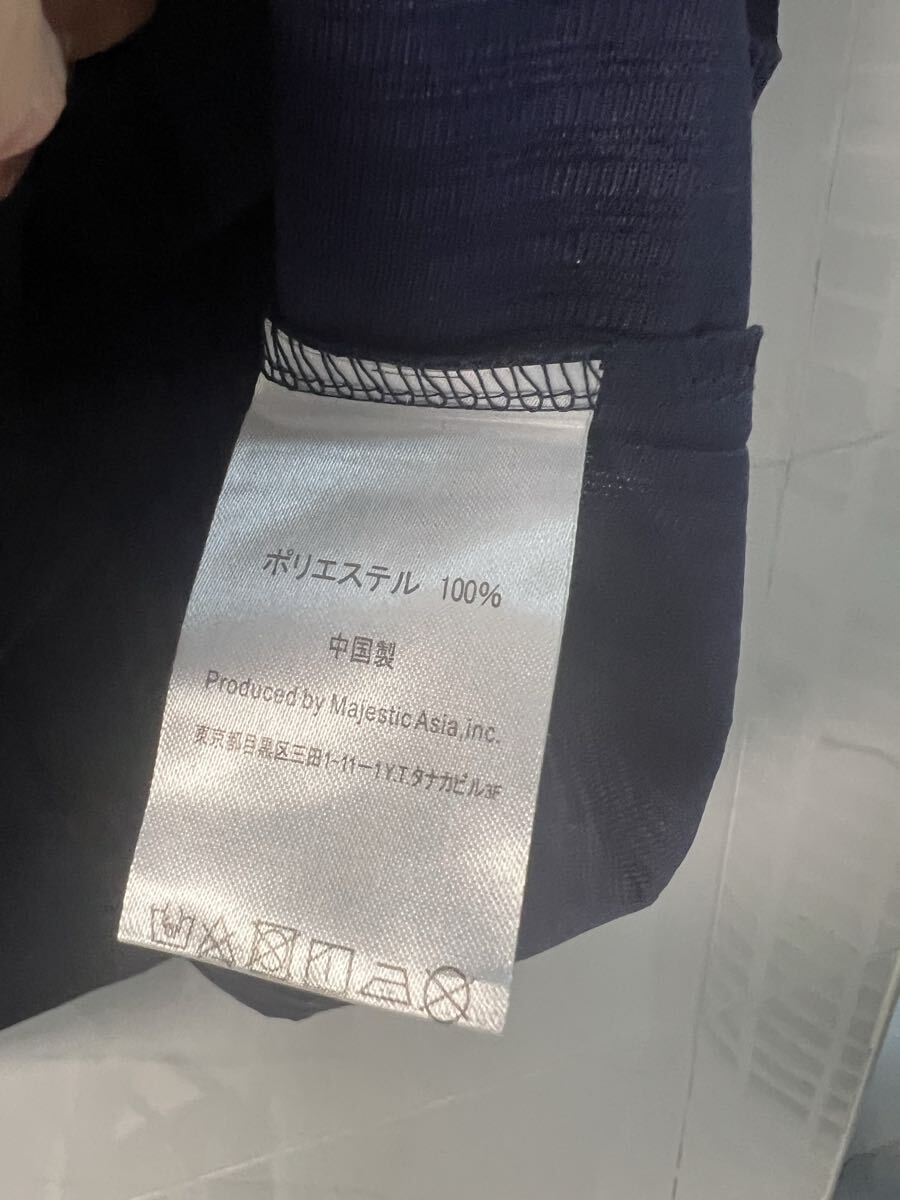 ポリエステル 100%
中国製
Produced by Majestic Asia,inc.
東京都目黒区三田1-11-1Y.T.タナカビル3F